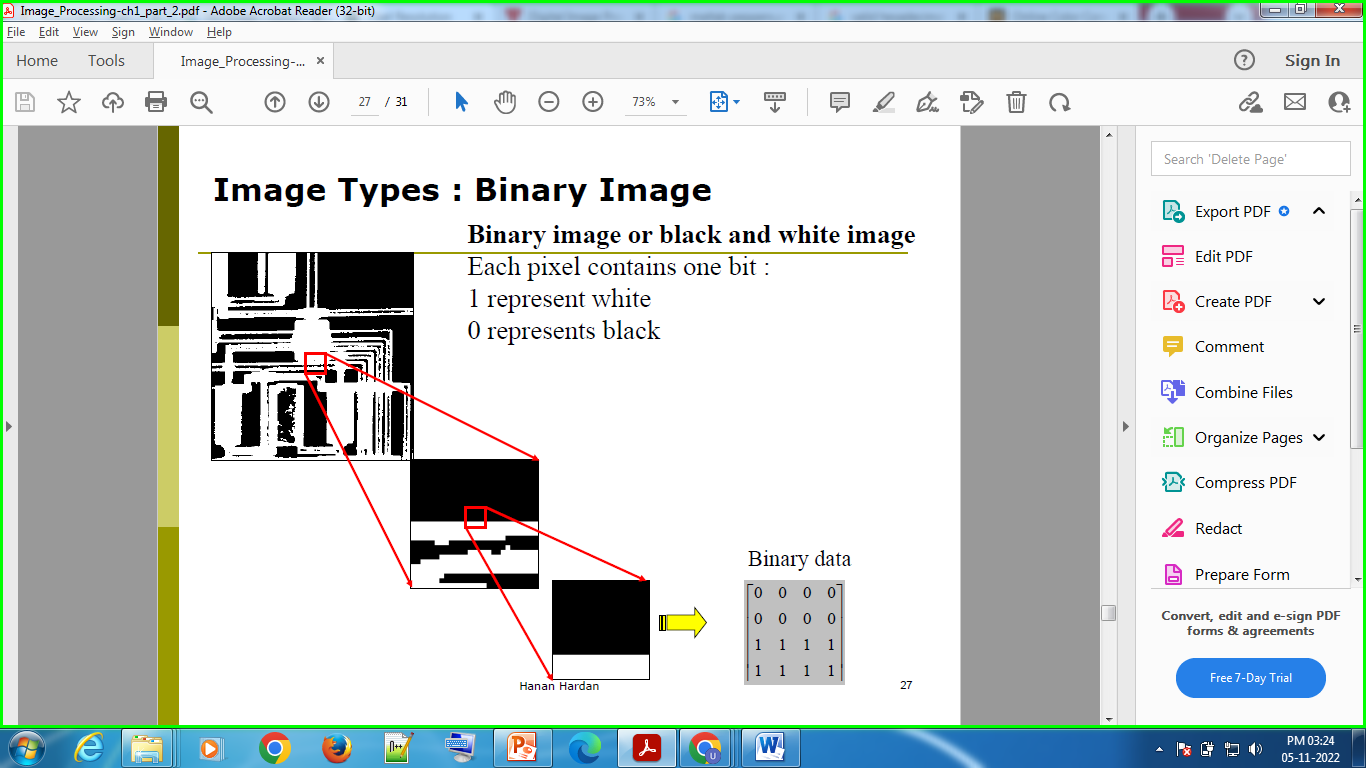 Image_Processing-ch1_part_2.pdf - Adobe Acrobat Reader (32-bit)
File Edit View Sign Window Help
Home Tools Image_Processing-... × Sign In
27 / 31 73%
Image Types : Binary Image
Binary image or black and white image
Each pixel contains one bit :
1 represent white
0 represents black
Binary data
0 0 0 0
0 0 0 0
1 1 1 1
1 1 1 1
Hanan Hardan
27
Search 'Delete Page'
Export PDF
Edit PDF
Create PDF
Comment
Combine Files
Organize Pages
Compress PDF
Redact
Prepare Form
Convert, edit and e-sign PDF
forms & agreements
Free 7-Day Trial
PM 03:24
05-11-2022